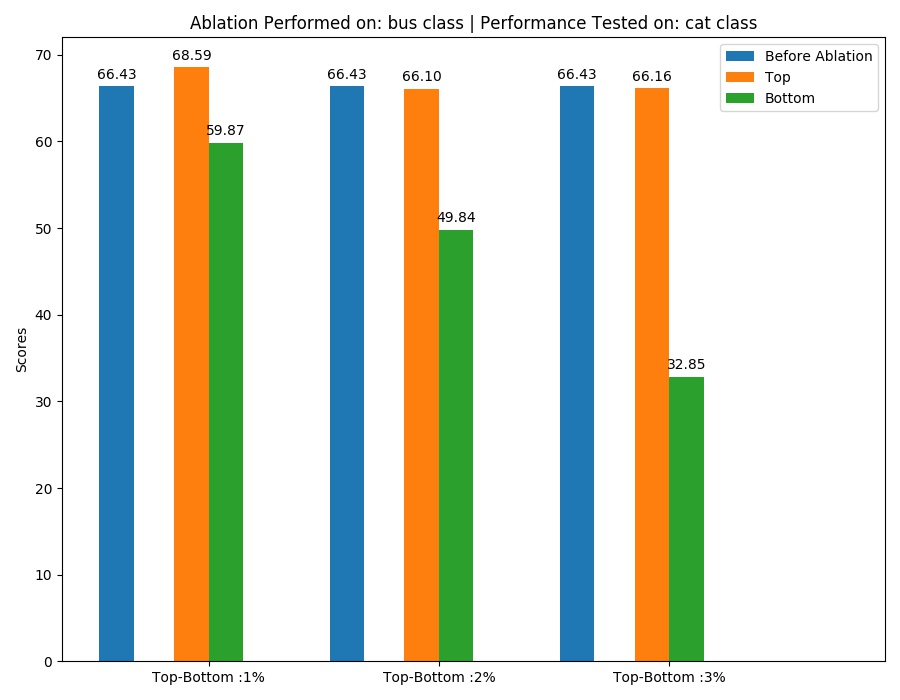 Ablation Performed on: bus class | Performance Tested on: cat class
Before Ablation
Top
Bottom
70
60
50
40
30
20
10
0
Scores
66.43
68.59
59.87
66.43
66.10
49.84
66.43
66.16
32.85
Top-Bottom :1%
Top-Bottom :2%
Top-Bottom :3%